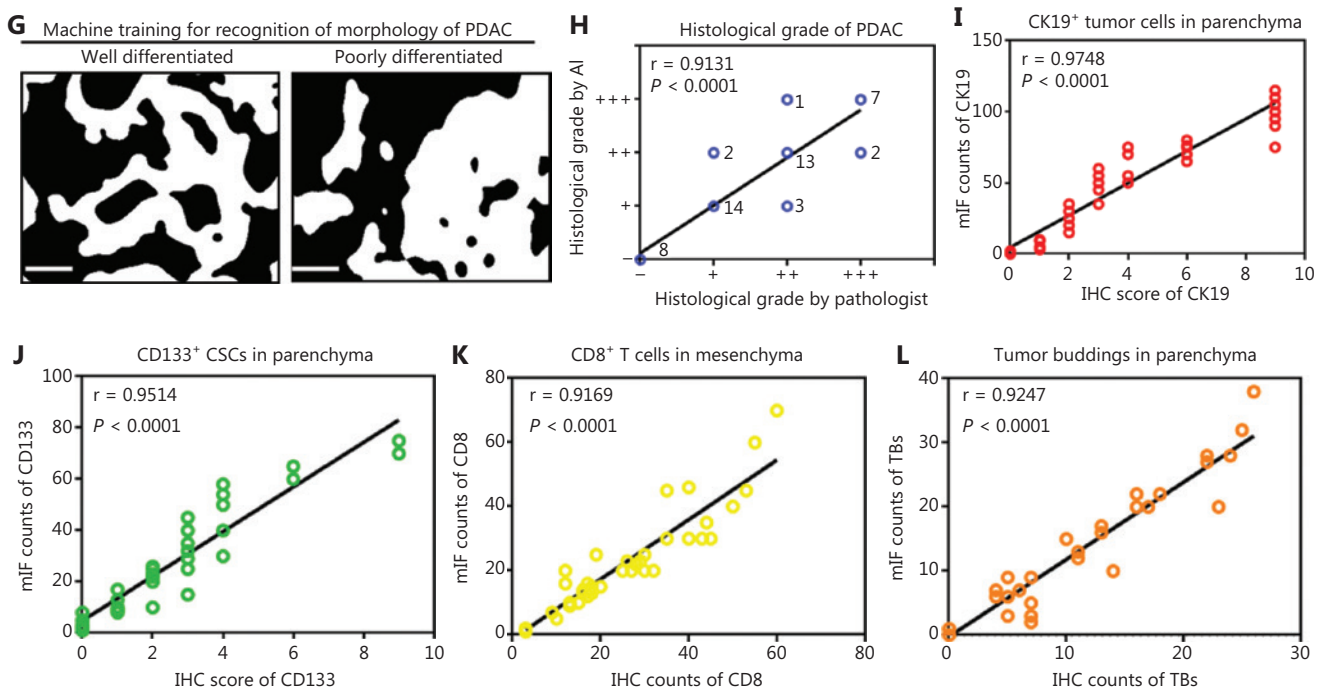 G
Machine training for recognition of morphology of PDAC
Well differentiated
Poorly differentiated
H
Histological grade of PDAC
r = 0.9131
P < 0.0001
Histological grade by AI
+++
++
+
−
1
7
2
13
2
14
3
8
−
+
++
+++
Histological grade by pathologist
I
CK19⁺ tumor cells in parenchyma
r = 0.9748
P < 0.0001
mIF counts of CK19
150
100
50
0
0
2
4
6
8
10
IHC score of CK19
J
CD133⁺ CSCs in parenchyma
r = 0.9514
P < 0.0001
mIF counts of CD133
100
80
60
40
20
0
0
2
4
6
8
10
IHC score of CD133
K
CD8⁺ T cells in mesenchyma
r = 0.9169
P < 0.0001
mIF counts of CD8
80
60
40
20
0
0
20
40
60
80
IHC counts of CD8
L
Tumor buddings in parenchyma
r = 0.9247
P < 0.0001
mIF counts of TBs
40
30
20
10
0
0
10
20
30
IHC counts of TBs